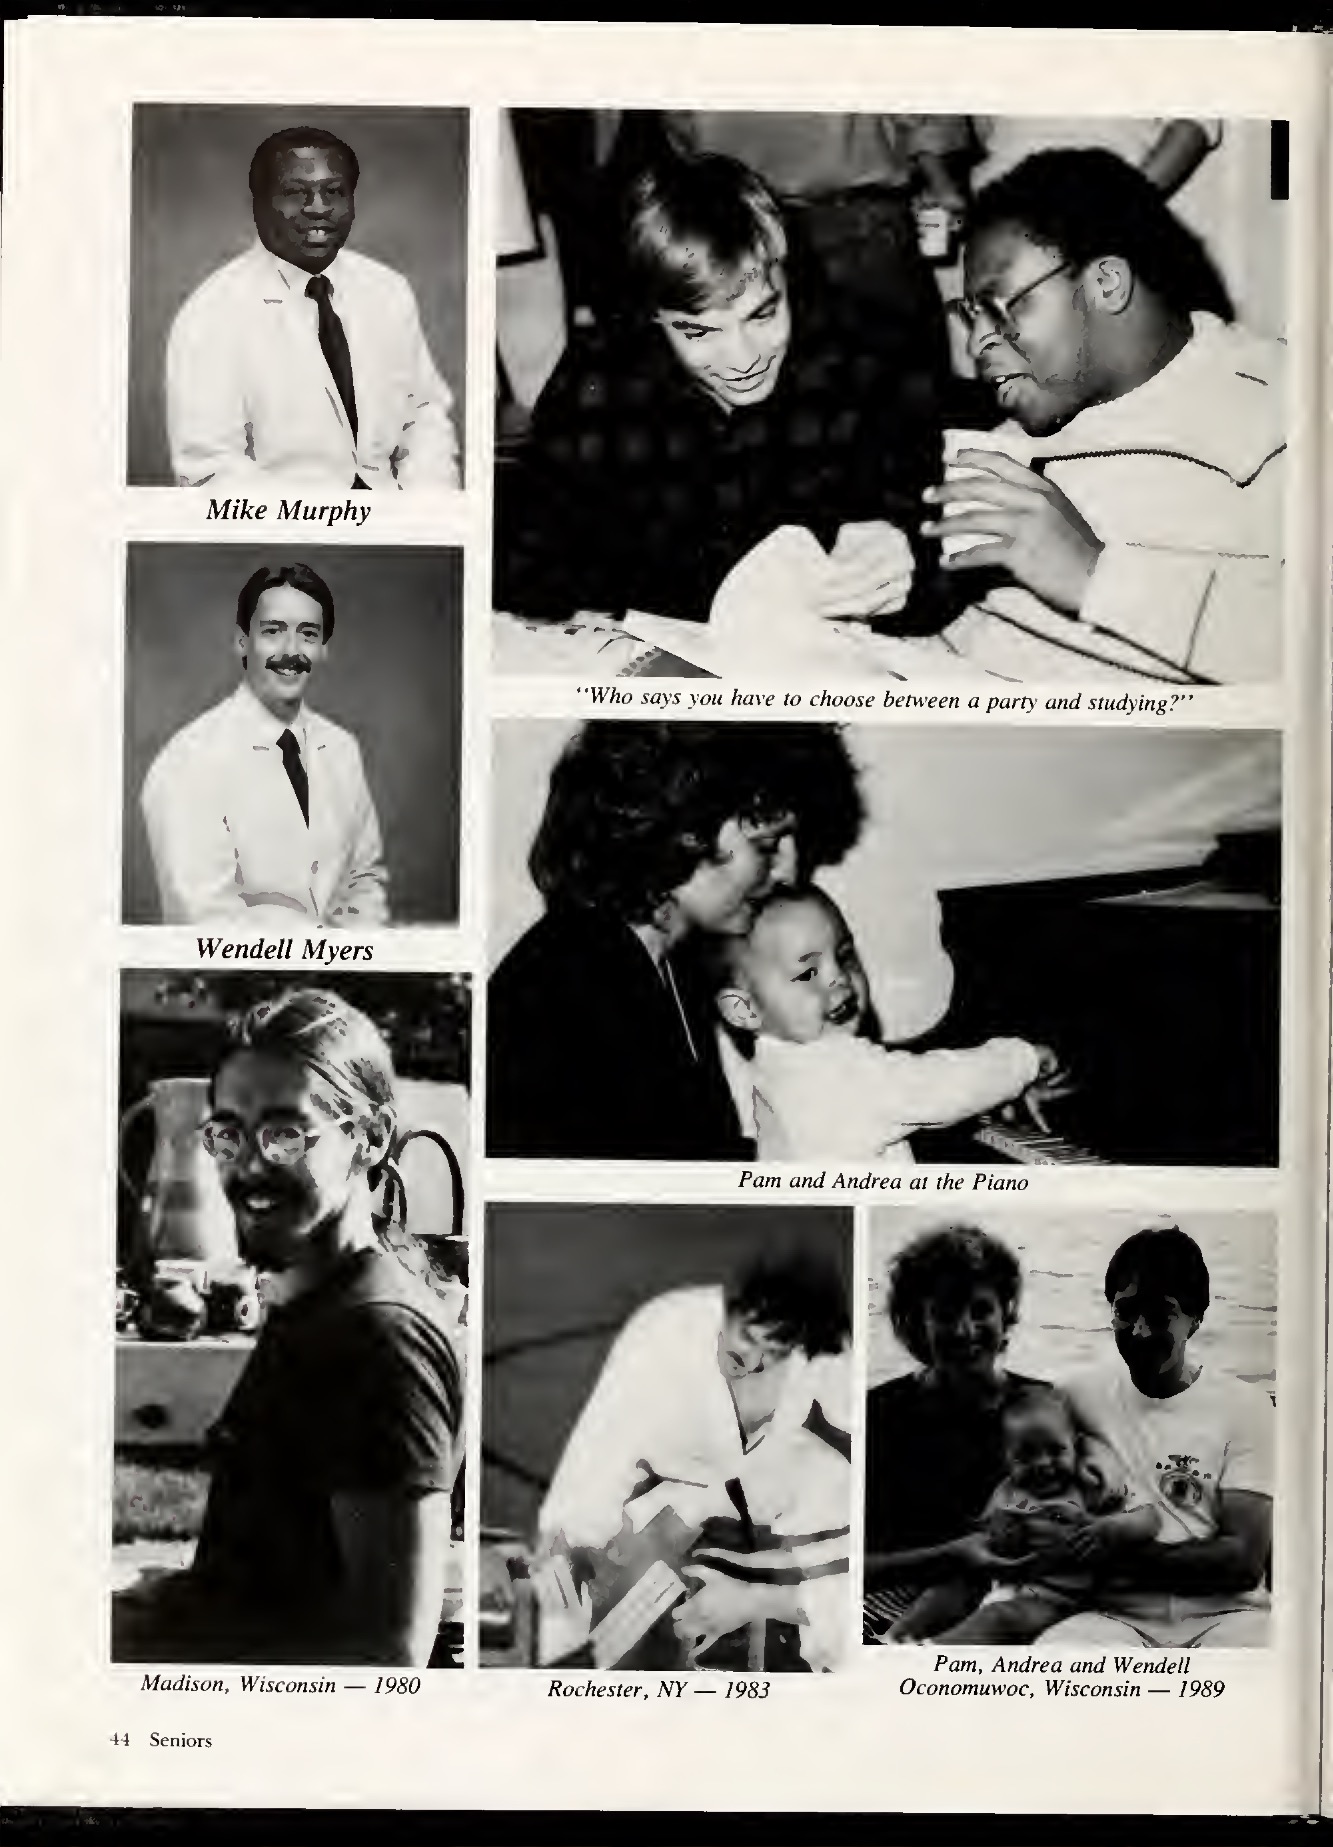 Mike Murphy
"Who says you have to choose between a party and studying?"
Wendell Myers
Pam and Andrea at the Piano
Madison, Wisconsin — 1980
Rochester, NY — 1983
Pam, Andrea and Wendell
Oconomuwoc, Wisconsin — 1989
44 Seniors